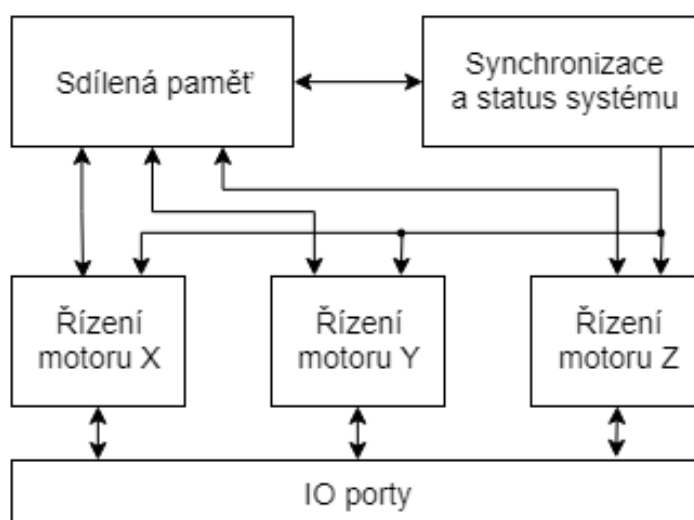 Sdílená paměť
Synchronizace
a status systému
Řízení
motoru X
Řízení
motoru Y
Řízení
motoru Z
IO porty